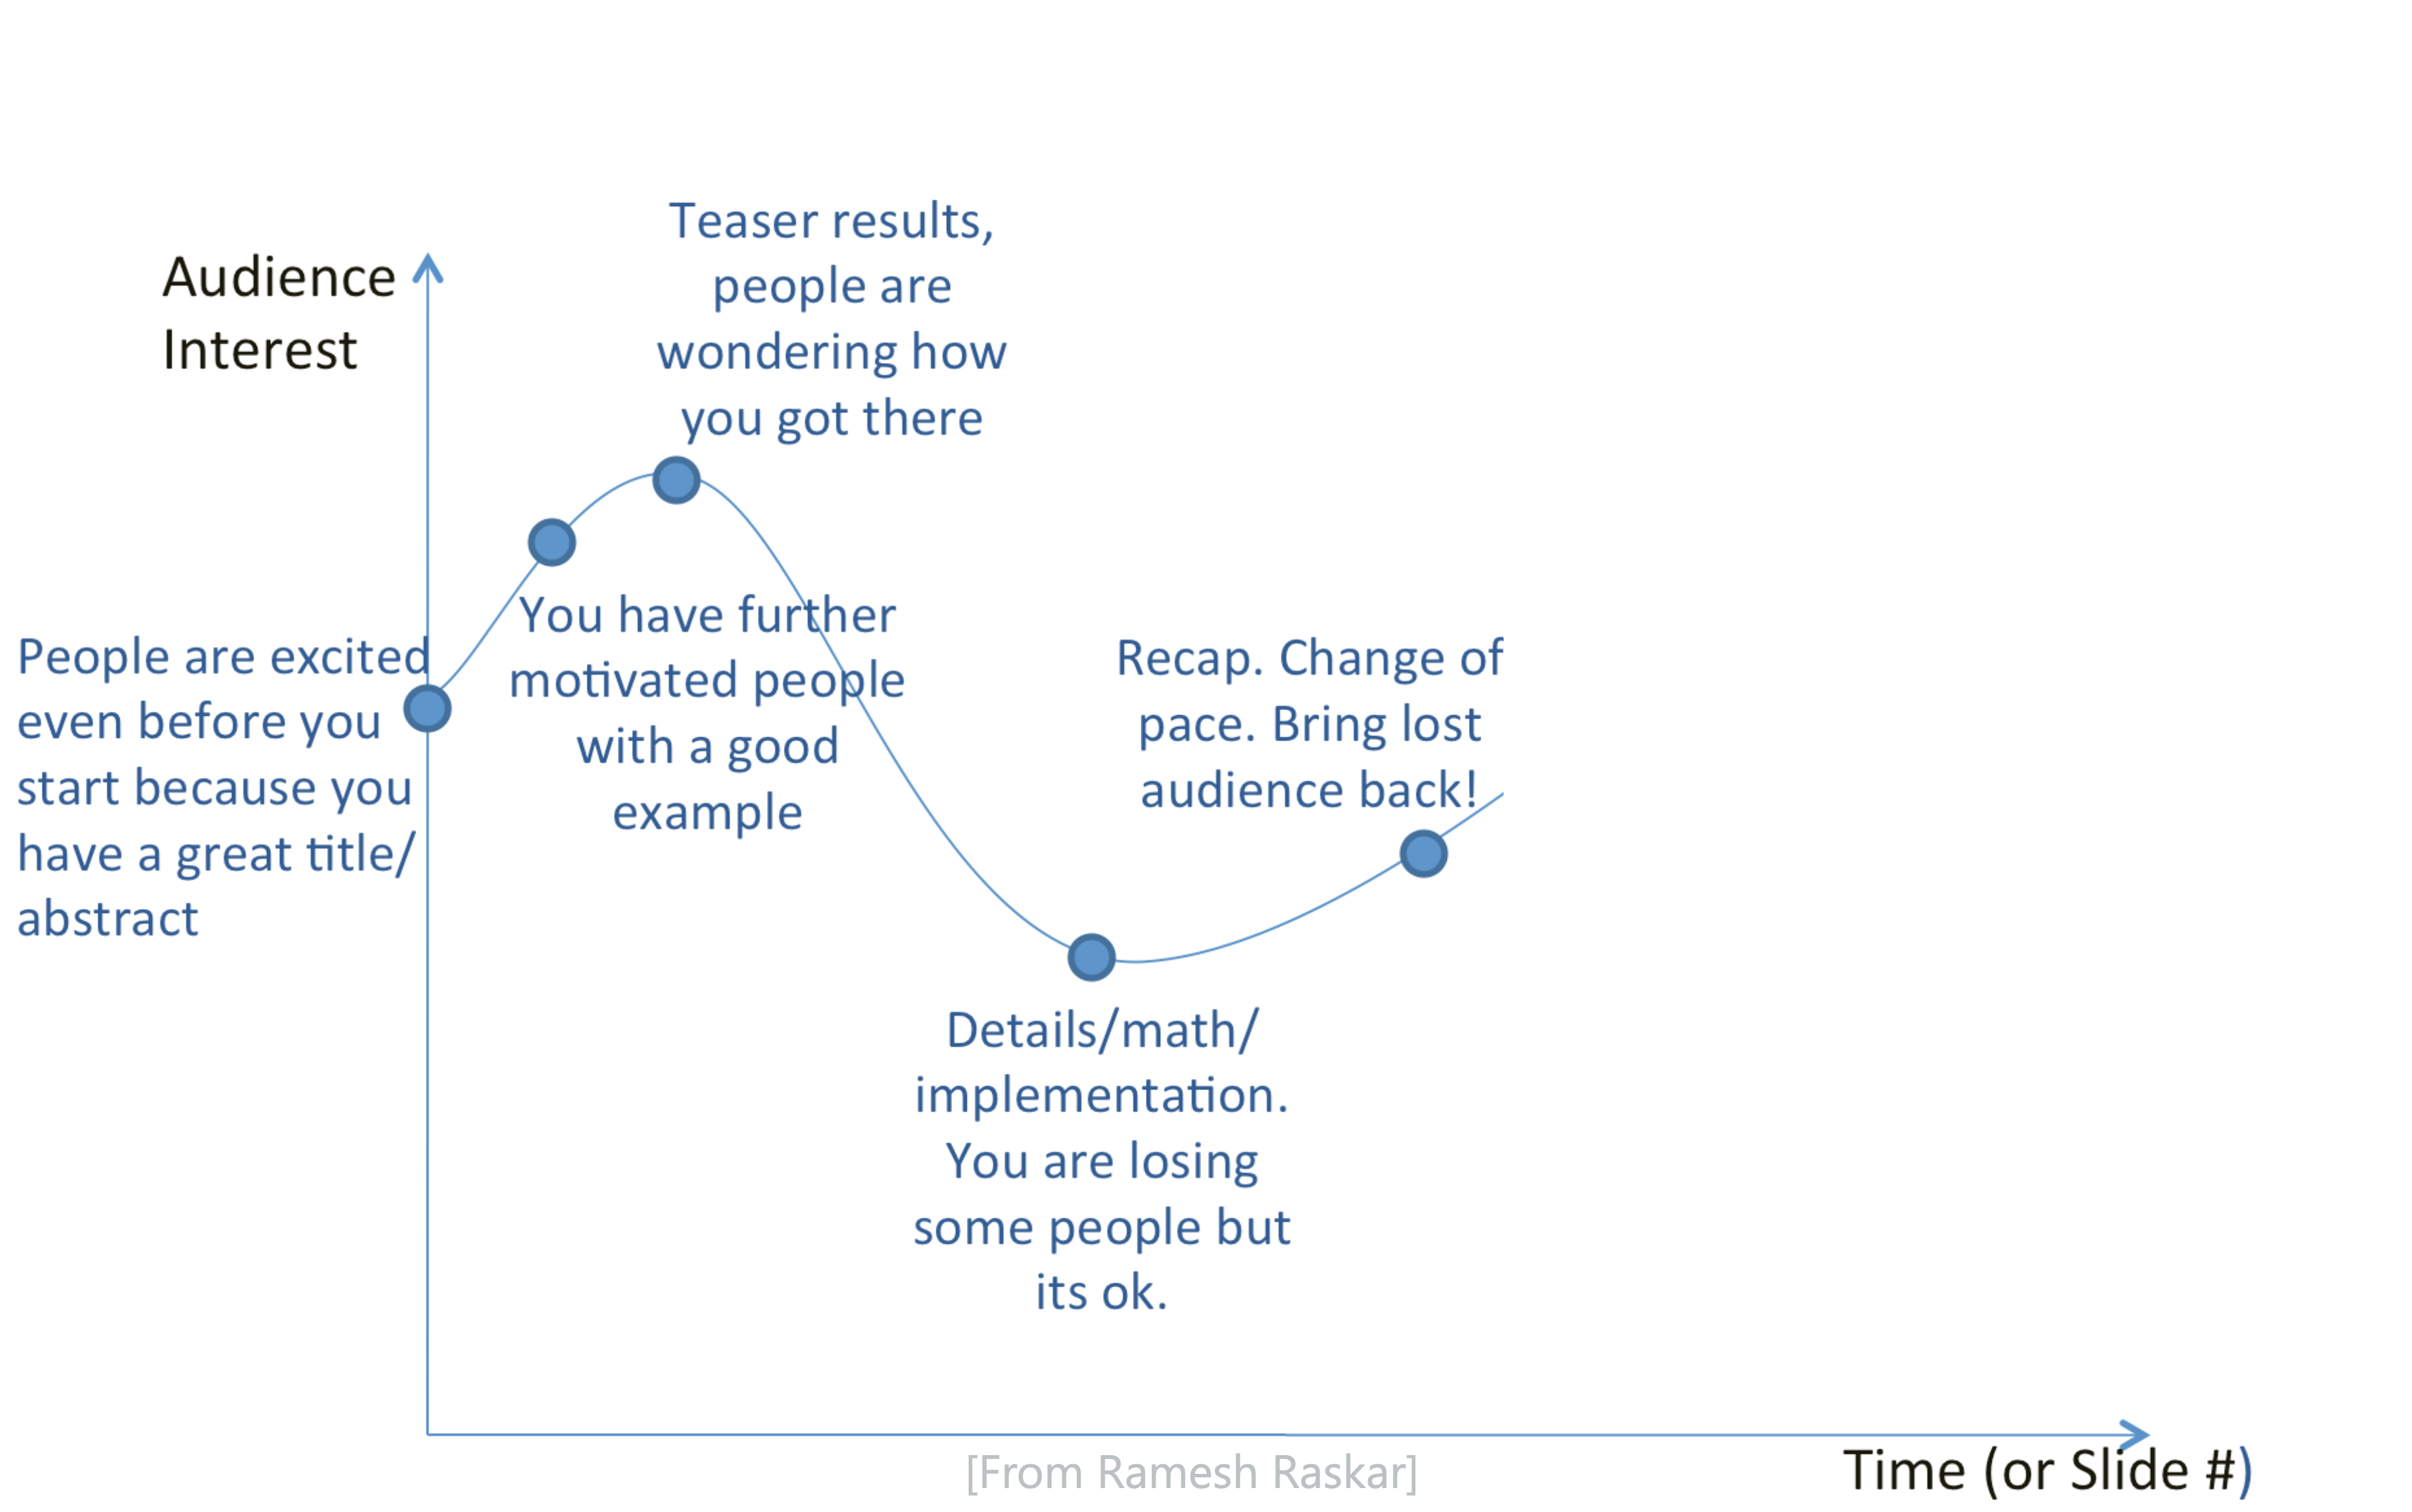 Audience
Interest
Teaser results,
people are
wondering how
you got there
People are excited
even before you
start because you
have a great title/
abstract
You have further
motivated people
with a good
example
Recap. Change of
pace. Bring lost
audience back!
Details/math/
implementation.
You are losing
some people but
its ok.
[From Ramesh Raskar]
Time (or Slide #)